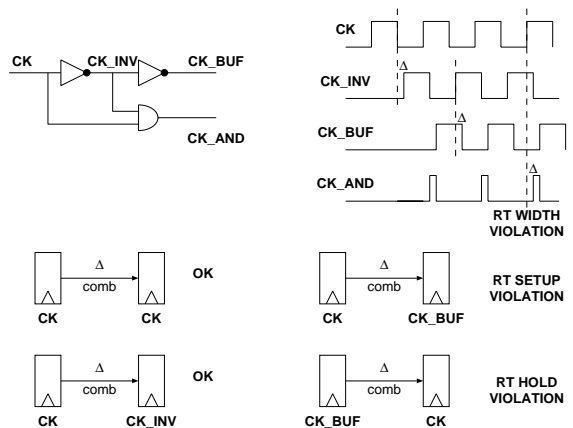 CK
CK_INV
CK_BUF
CK_AND
CK
Δ
CK_INV
CK_BUF
Δ
CK_AND
Δ
RT WIDTH
VIOLATION
Δ
comb
OK
CK
CK
Δ
comb
RT SETUP
VIOLATION
CK
CK_BUF
Δ
comb
OK
CK
CK_INV
Δ
comb
RT HOLD
VIOLATION
CK_BUF
CK